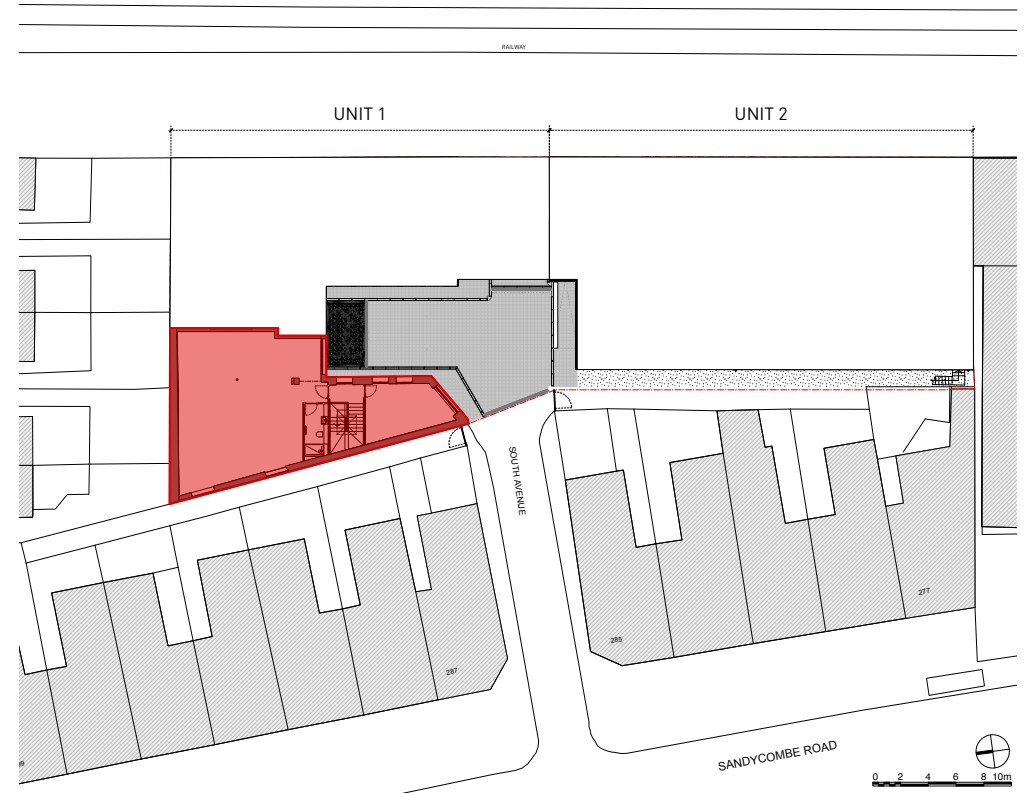 RAILWAY
UNIT 1
UNIT 2
SOUTH AVENUE
277
285
287
SANDYCOMBE ROAD
0 2 4 6 8 10m